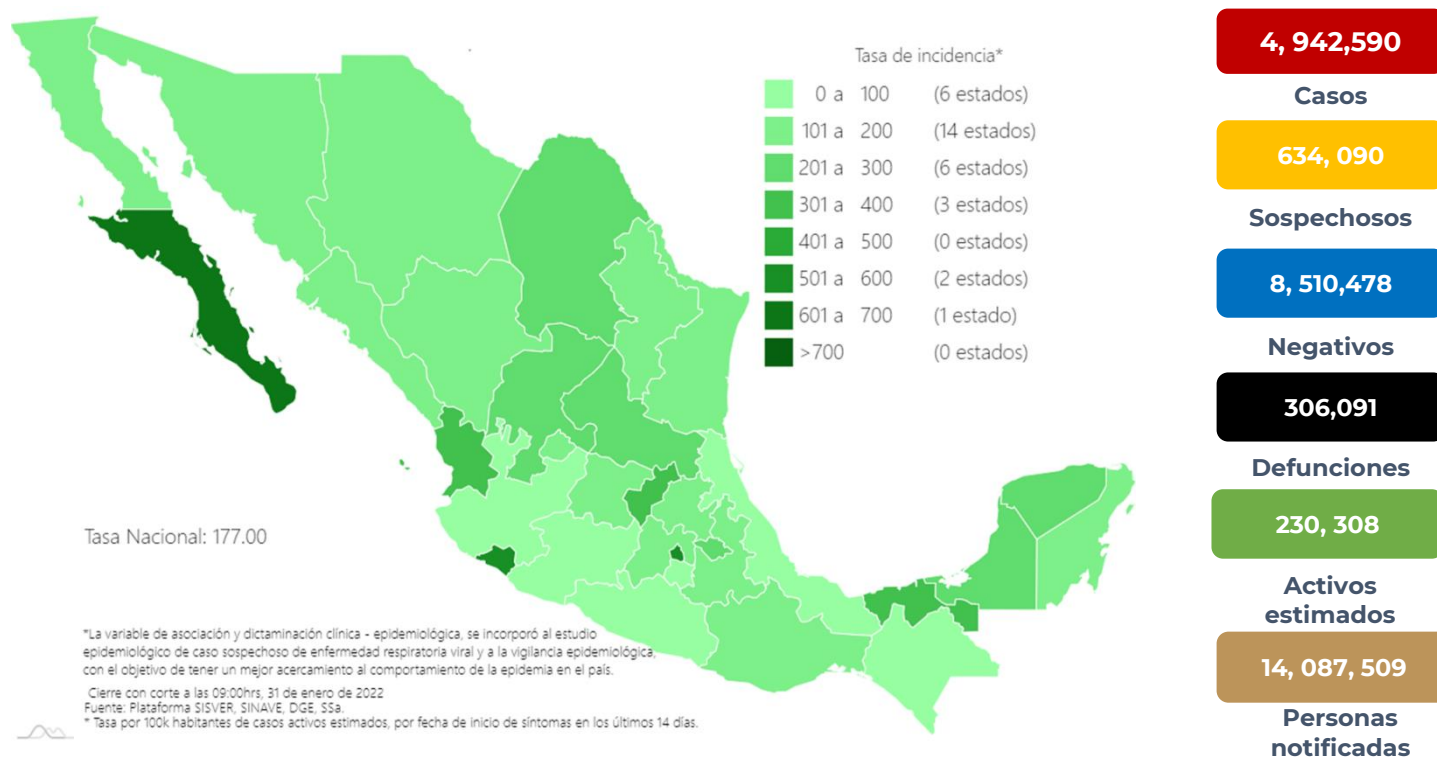 Tasa de incidencia*
0 a 100 (6 estados)
101 a 200 (14 estados)
201 a 300 (6 estados)
301 a 400 (3 estados)
401 a 500 (0 estados)
501 a 600 (2 estados)
601 a 700 (1 estado)
>700 (0 estados)
Tasa Nacional: 177.00
*La variable de asociación y dictaminación clínica - epidemiológica, se incorporó al estudio
epidemiológico de caso sospechoso de enfermedad respiratoria viral y a la vigilancia epidemiológica,
con el objetivo de tener un mejor acercamiento al comportamiento de la epidemia en el país.
Cierre con corte a las 09:00hrs, 31 de enero de 2022
Fuente: Plataforma SISVER, SINAVE, DGE, SSa.
* Tasa por 100k habitantes de casos activos estimados, por fecha de inicio de síntomas en los últimos 14 días.
4, 942,590
Casos
634, 090
Sospechosos
8, 510,478
Negativos
306,091
Defunciones
230, 308
Activos
estimados
14, 087, 509
Personas
notificadas